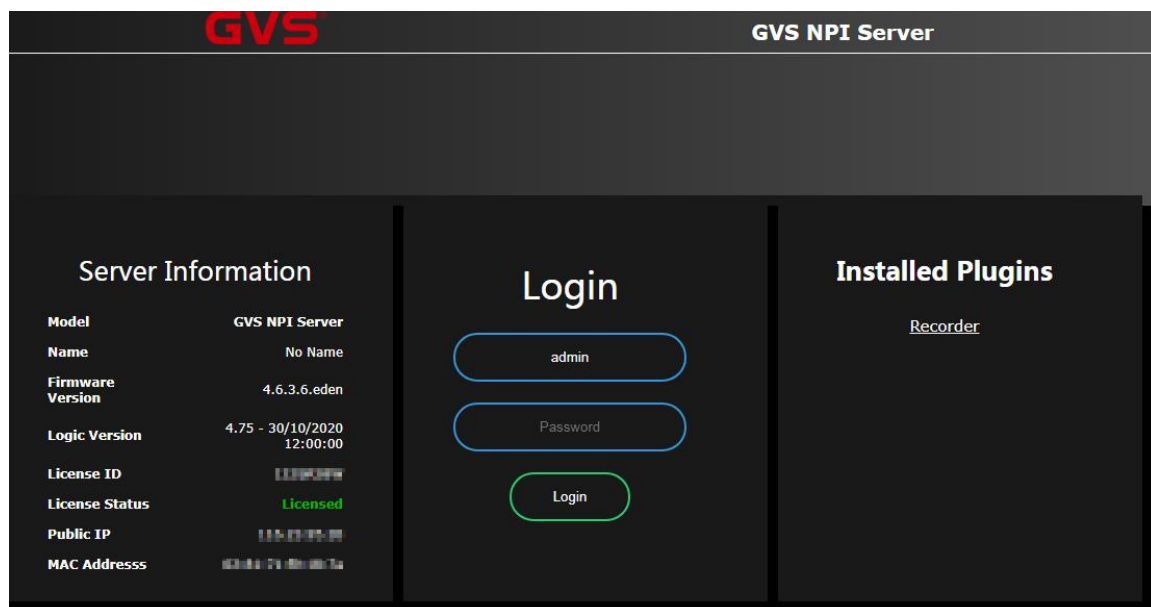 GVS
GVS NPI Server
Server Information
Model GVS NPI Server
Name No Name
Firmware
Version 4.6.3.6.eden
Logic Version 4.75 - 30/10/2020
12:00:00
License ID
License Status Licensed
Public IP
MAC Addresss
Login
admin
Password
Login
Installed Plugins
Recorder